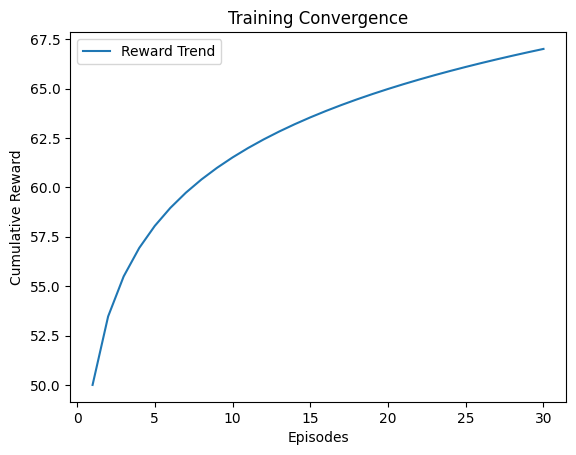 Training Convergence
Reward Trend
Cumulative Reward
67.5
65.0
62.5
60.0
57.5
55.0
52.5
50.0
0 5 10 15 20 25 30
Episodes